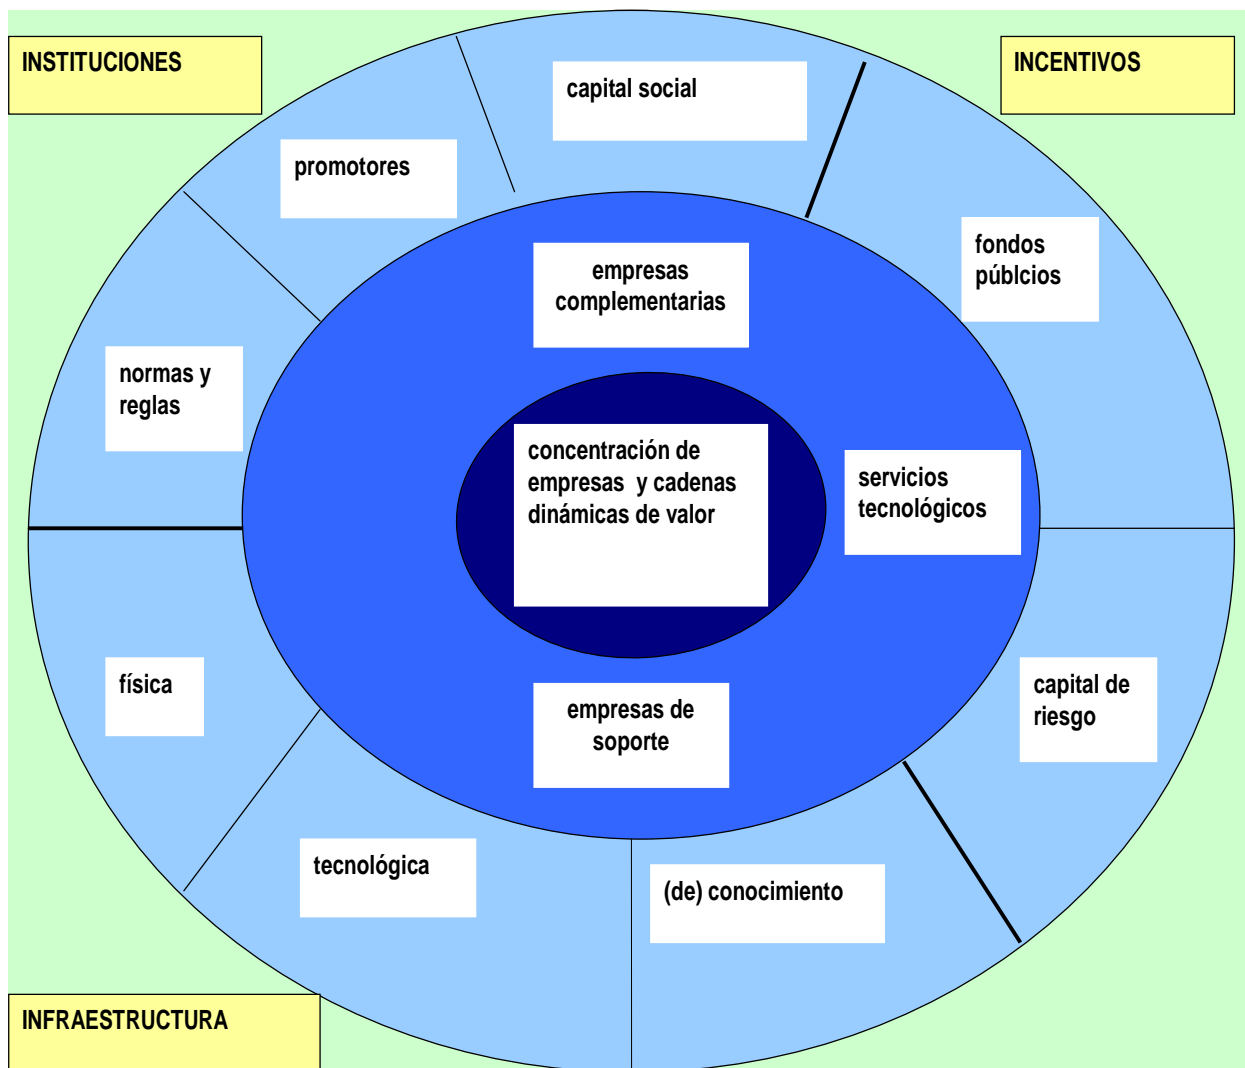 INSTITUCIONES
INCENTIVOS
capital social
promotores
fondos
públcios
empresas
complementarias
normas y
reglas
concentración de
empresas y cadenas
dinámicas de valor
servicios
tecnológicos
física
capital de
riesgo
empresas de
soporte
tecnológica
(de) conocimiento
INFRAESTRUCTURA